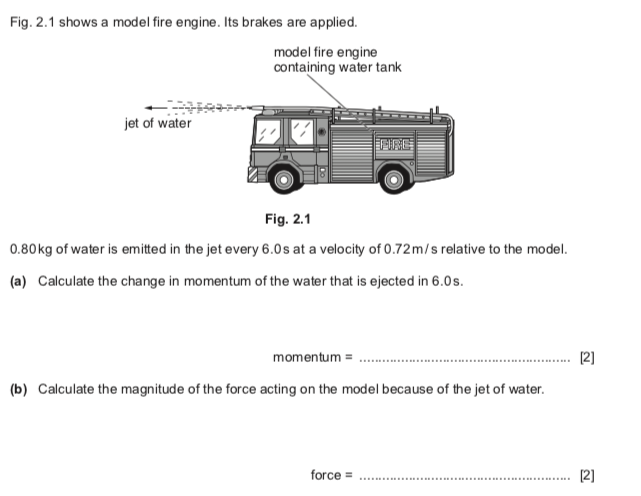 Fig. 2.1 shows a model fire engine. Its brakes are applied.
model fire engine
containing water tank
jet of water
FIRE
Fig. 2.1
0.80 kg of water is emitted in the jet every 6.0 s at a velocity of 0.72 m / s relative to the model.
(a) Calculate the change in momentum of the water that is ejected in 6.0 s.
momentum = ........................................................ [2]
(b) Calculate the magnitude of the force acting on the model because of the jet of water.
force = ........................................................ [2]